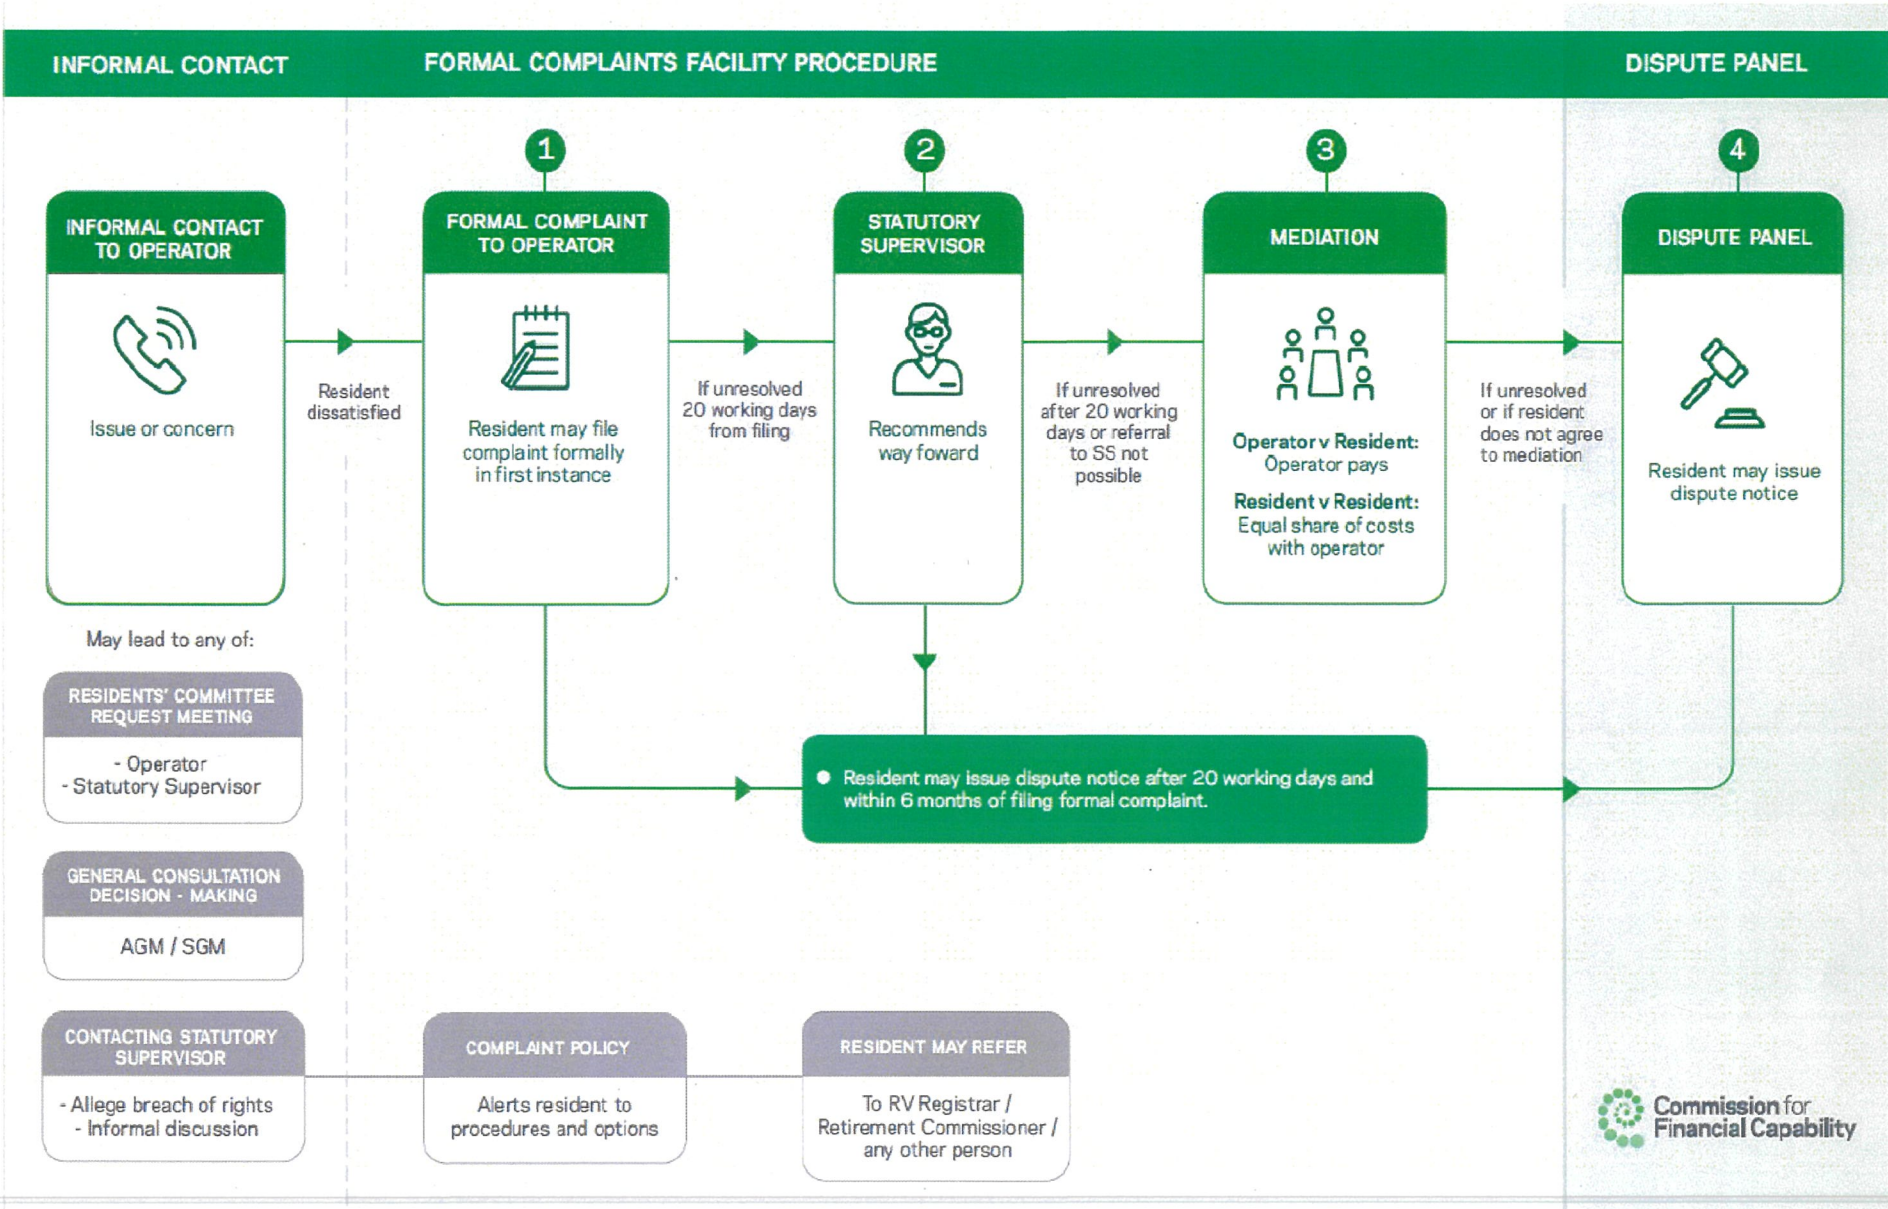 INFORMAL CONTACT
FORMAL COMPLAINTS FACILITY PROCEDURE
DISPUTE PANEL
1
2
3
4
INFORMAL CONTACT
TO OPERATOR
Issue or concern
Resident
dissatisfied
FORMAL COMPLAINT
TO OPERATOR
Resident may file
complaint formally
in first instance
If unresolved
20 working days
from filing
STATUTORY
SUPERVISOR
Recommends
way foward
If unresolved
after 20 working
days or referral
to SS not
possible
MEDIATION
Operator v Resident:
Operator pays
Resident v Resident:
Equal share of costs
with operator
If unresolved
or if resident
does not agree
to mediation
DISPUTE PANEL
Resident may issue
dispute notice
May lead to any of:
RESIDENTS' COMMITTEE
REQUEST MEETING
- Operator
- Statutory Supervisor
Resident may issue dispute notice after 20 working days and
within 6 months of filing formal complaint.
GENERAL CONSULTATION
DECISION - MAKING
AGM / SGM
CONTACTING STATUTORY
SUPERVISOR
- Allege breach of rights
- Informal discussion
COMPLAINT POLICY
Alerts resident to
procedures and options
RESIDENT MAY REFER
To RV Registrar /
Retirement Commissioner /
any other person
Commission for
Financial Capability